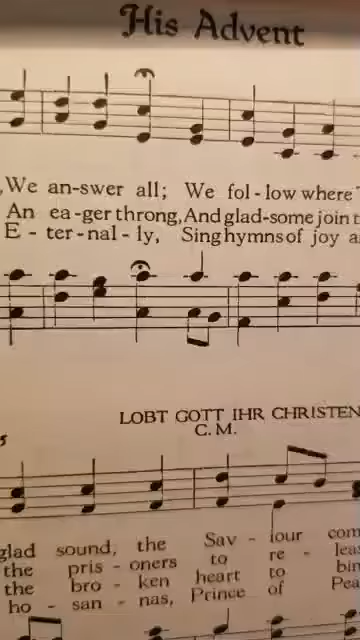 His Advent
We an-swer all; We fol-low where
An ea-ger throng, And glad-some join
E - ter-nal-ly, Sing hymns of joy
LOBT GOTT IHR CHRISTEN
C. M.
5
glad sound, the Sav - iour
the pris - oners to re -
the bro - ken heart to
ho - san - nas, Prince of